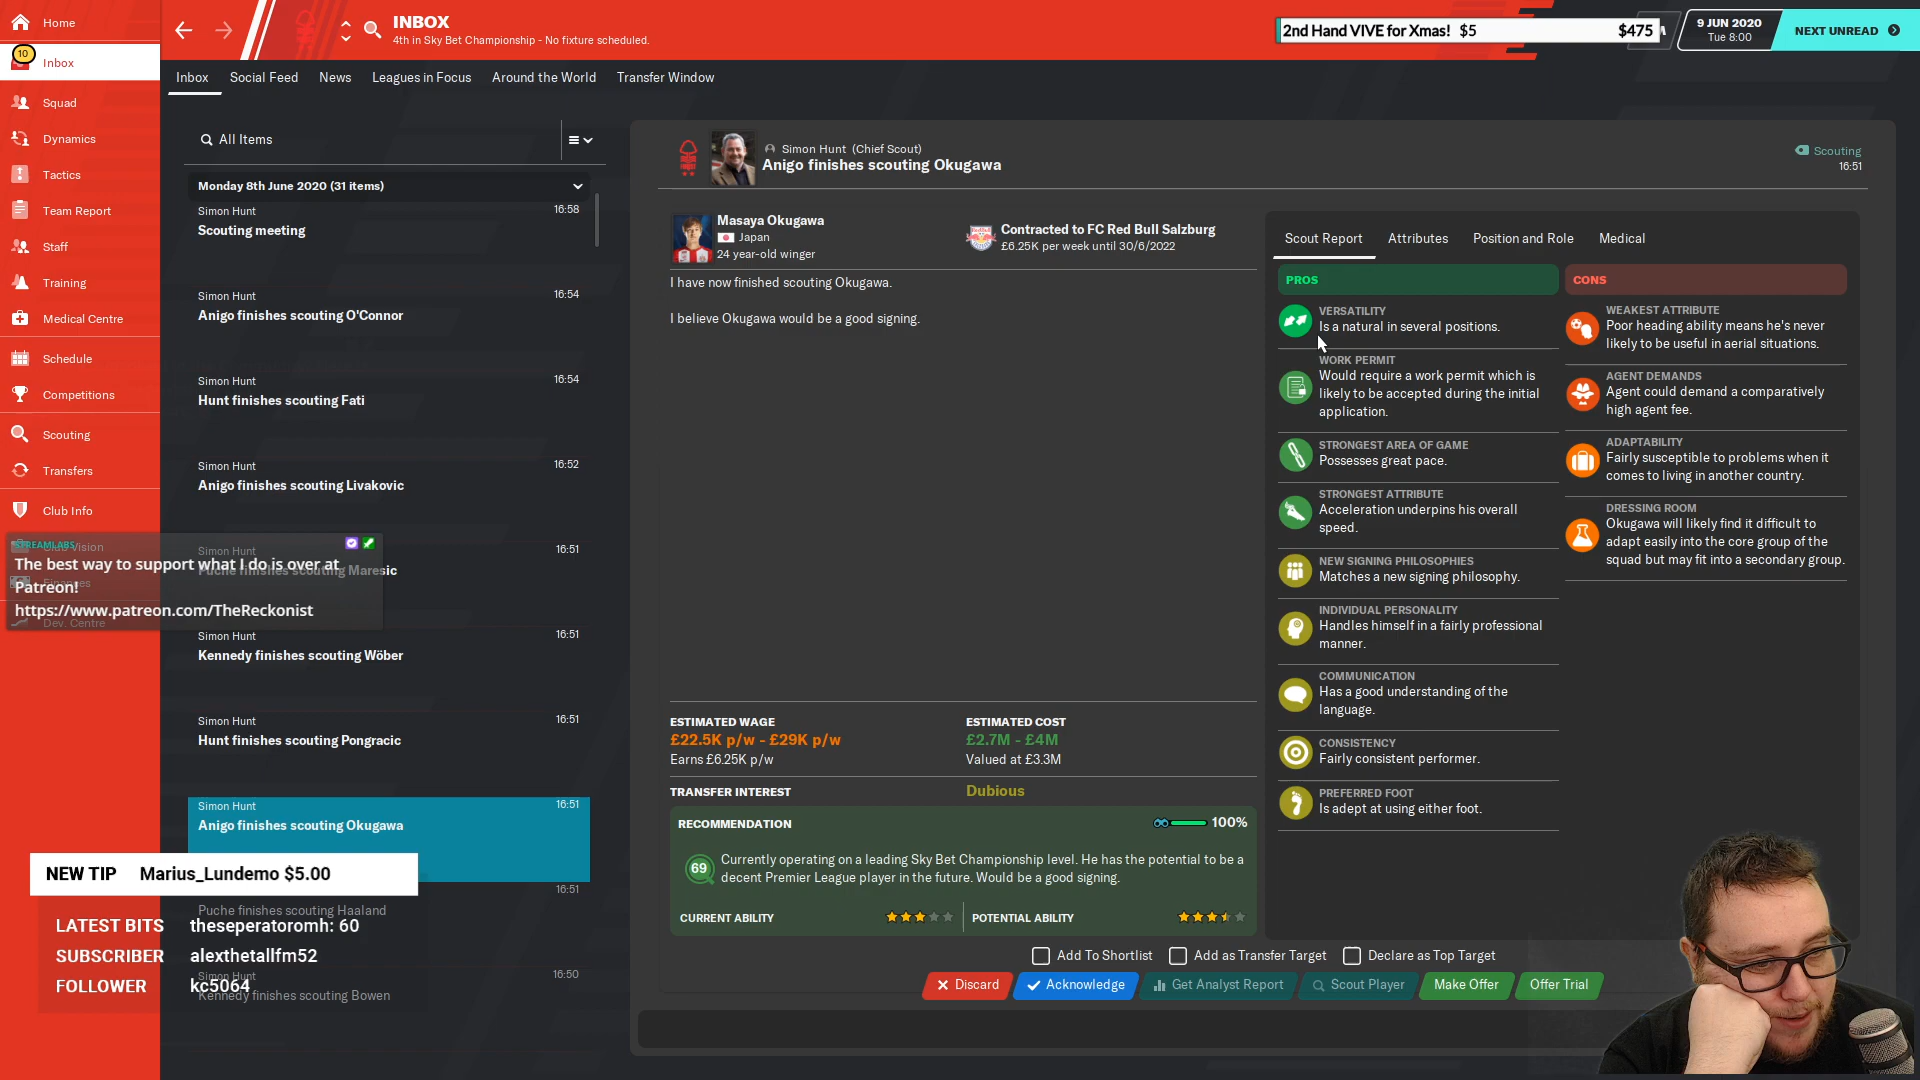 Home
10
Inbox
Squad
Dynamics
Tactics
Team Report
Staff
Training
Medical Centre
Schedule
Competitions
Scouting
Transfers
Club Info
Club Vision
Finances
Dev. Centre
INBOX
4th in Sky Bet Championship - No fixture scheduled.
2nd Hand VIVE for Xmas! $5
$475
9 JUN 2020
Tue 8:00
NEXT UNREAD
Inbox
Social Feed
News
Leagues in Focus
Around the World
Transfer Window
All Items
Monday 8th June 2020 (31 items)
Simon Hunt
16:58
Scouting meeting
Simon Hunt
16:54
Anigo finishes scouting O'Connor
Simon Hunt
16:54
Hunt finishes scouting Fati
Simon Hunt
16:52
Anigo finishes scouting Livakovic
Simon Hunt
16:51
Puche finishes scouting Maresic
Simon Hunt
16:51
Kennedy finishes scouting Wöber
Simon Hunt
16:51
Hunt finishes scouting Pongracic
Simon Hunt
16:51
Anigo finishes scouting Okugawa
16:51
Puche finishes scouting Haaland
Simon Hunt
16:50
Kennedy finishes scouting Bowen
STREAMLABS
The best way to support what I do is over at
Patreon!
https://www.patreon.com/TheReckonist
NEW TIP Marius_Lundemo $5.00
LATEST BITS theseperatoromh: 60
SUBSCRIBER alexthetallfm52
FOLLOWER kc5064
Simon Hunt (Chief Scout)
Anigo finishes scouting Okugawa
Scouting
16:51
Masaya Okugawa
Japan
24 year-old winger
Contracted to FC Red Bull Salzburg
£6.25K per week until 30/6/2022
I have now finished scouting Okugawa.
I believe Okugawa would be a good signing.
ESTIMATED WAGE
£22.5K p/w - £29K p/w
Earns £6.25K p/w
ESTIMATED COST
£2.7M - £4M
Valued at £3.3M
TRANSFER INTEREST
Dubious
RECOMMENDATION
100%
69
Currently operating on a leading Sky Bet Championship level. He has the potential to be a
decent Premier League player in the future. Would be a good signing.
CURRENT ABILITY
POTENTIAL ABILITY
Scout Report
Attributes
Position and Role
Medical
PROS
VERSATILITY
Is a natural in several positions.
WORK PERMIT
Would require a work permit which is
likely to be accepted during the initial
application.
STRONGEST AREA OF GAME
Possesses great pace.
STRONGEST ATTRIBUTE
Acceleration underpins his overall
speed.
NEW SIGNING PHILOSOPHIES
Matches a new signing philosophy.
INDIVIDUAL PERSONALITY
Handles himself in a fairly professional
manner.
COMMUNICATION
Has a good understanding of the
language.
CONSISTENCY
Fairly consistent performer.
PREFERRED FOOT
Is adept at using either foot.
CONS
WEAKEST ATTRIBUTE
Poor heading ability means he's never
likely to be useful in aerial situations.
AGENT DEMANDS
Agent could demand a comparatively
high agent fee.
ADAPTABILITY
Fairly susceptible to problems when it
comes to living in another country.
DRESSING ROOM
Okugawa will likely find it difficult to
adapt easily into the core group of the
squad but may fit into a secondary group.
Add To Shortlist
Add as Transfer Target
Declare as Top Target
Discard
Acknowledge
Get Analyst Report
Scout Player
Make Offer
Offer Trial